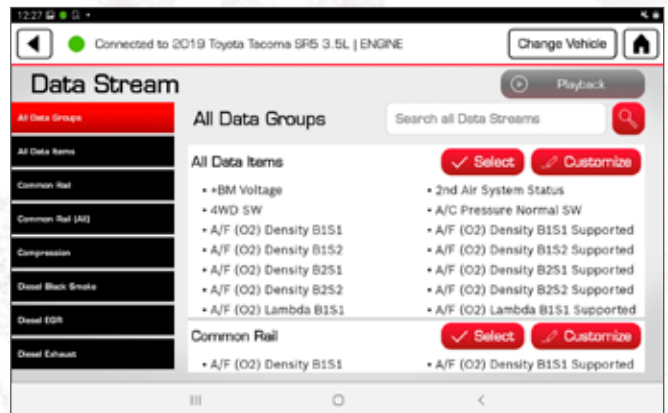 12:27
Connected to 2019 Toyota Tacoma SR5 3.5L | ENGINE
Change Vehicle
Data Stream
Playback
All Data Groups
All Data Items
Common Rail
Common Rail (All)
Compression
Diesel Black Smoke
Diesel EGR
Diesel Exhaust
All Data Groups
Search all Data Streams
All Data Items
Select
Customize
• +BM Voltage
• 2nd Air System Status
• 4WD SW
• A/C Pressure Normal SW
• A/F (O2) Density B1S1
• A/F (O2) Density B1S1 Supported
• A/F (O2) Density B1S2
• A/F (O2) Density B1S2 Supported
• A/F (O2) Density B2S1
• A/F (O2) Density B2S1 Supported
• A/F (O2) Density B2S2
• A/F (O2) Density B2S2 Supported
• A/F (O2) Lambda B1S1
• A/F (O2) Lambda B1S1 Supported
Common Rail
Select
Customize
• A/F (O2) Density B1S1
• A/F (O2) Density B1S1 Supported